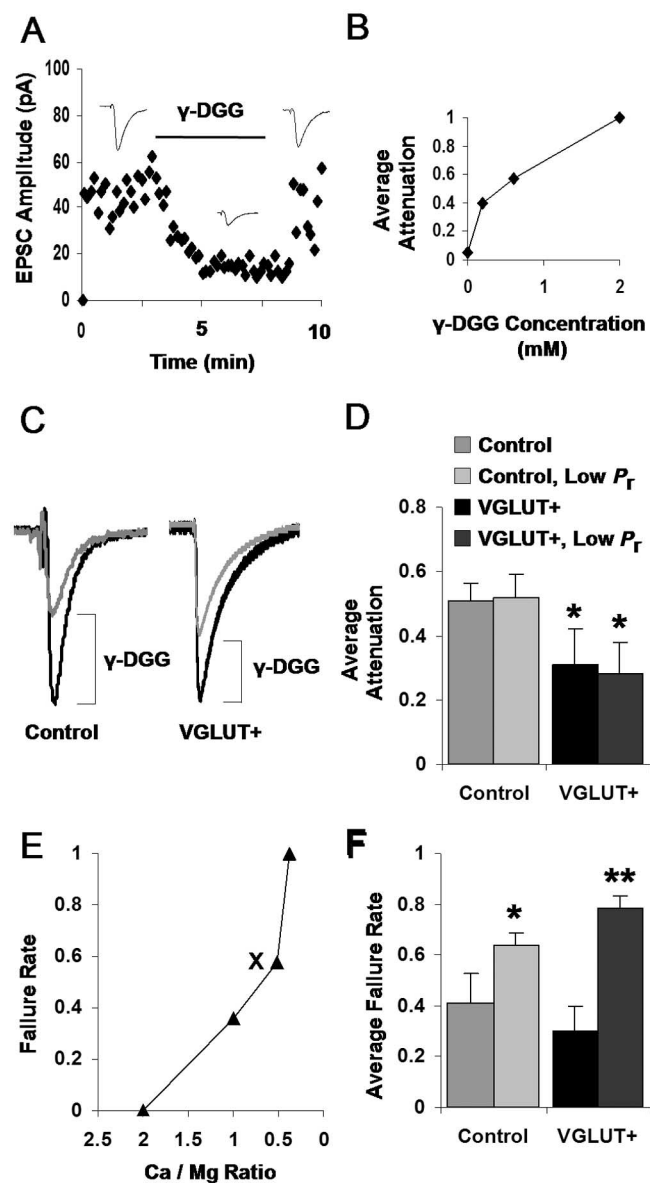 A
EPSC Amplitude (pA)
100
80
60
40
20
0
γ-DGG
0
5
10
Time (min)
B
Average
Attenuation
1
0.8
0.6
0.4
0.2
0
0
1
2
γ-DGG Concentration
(mM)
C
γ-DGG
γ-DGG
Control
VGLUT+
D
Control
Control, Low Pr
VGLUT+
VGLUT+, Low Pr
Average
Attenuation
0.8
0.6
0.4
0.2
0
*
*
Control
VGLUT+
E
Failure Rate
1
0.8
0.6
0.4
0.2
0
X
2.5
2
1.5
1
0.5
0
Ca / Mg Ratio
F
Average Failure Rate
1
0.8
0.6
0.4
0.2
0
*
**
Control
VGLUT+